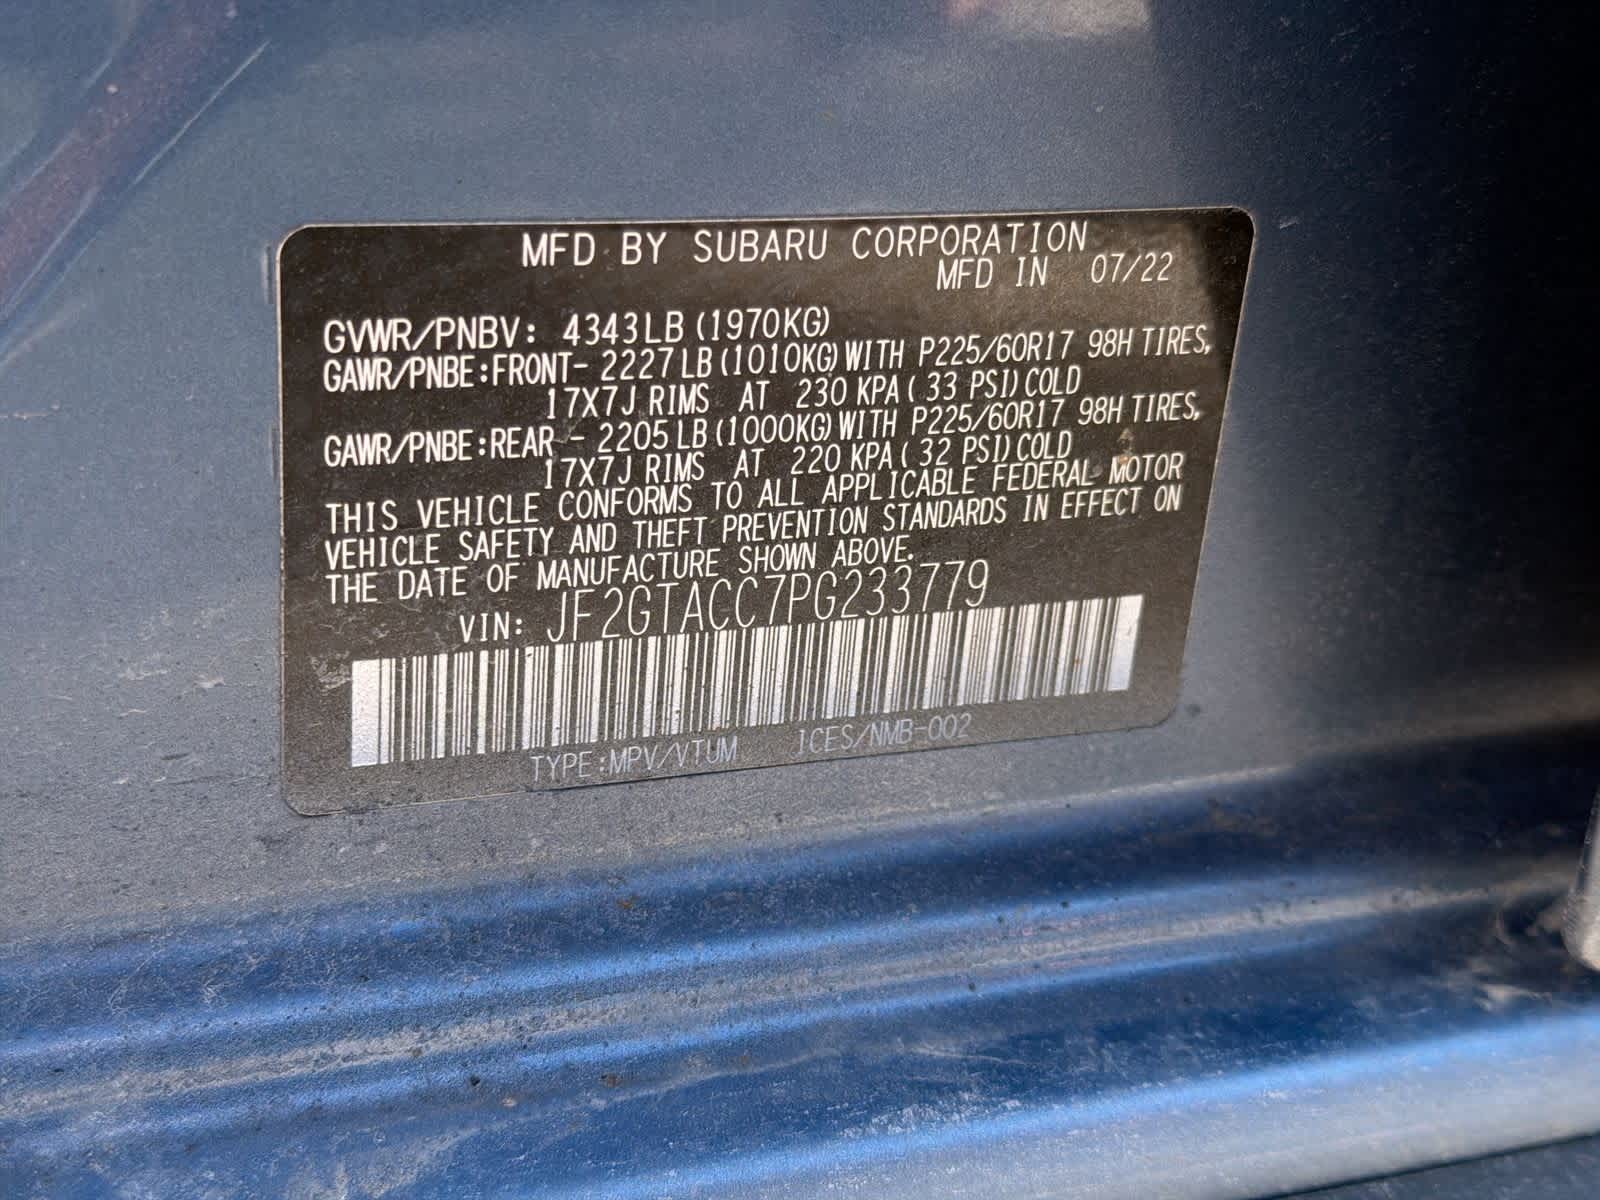 MFD BY SUBARU CORPORATION
MFD IN 07/22
GVWR/PNBV: 4343LB (1970KG)
GAWR/PNBE:FRONT- 2227LB (1010KG) WITH P225/60R17 98H TIRES,
17X7J RIMS AT 230 KPA ( 33 PSI) COLD
GAWR/PNBE:REAR - 2205LB (1000KG) WITH P225/60R17 98H TIRES,
17X7J RIMS AT 220 KPA ( 32 PSI) COLD
THIS VEHICLE CONFORMS TO ALL APPLICABLE FEDERAL MOTOR
VEHICLE SAFETY AND THEFT PREVENTION STANDARDS IN EFFECT ON
THE DATE OF MANUFACTURE SHOWN ABOVE.
VIN: JF2GTACC7PG233779
TYPE:MPV/VTUM ICES/NMB-002